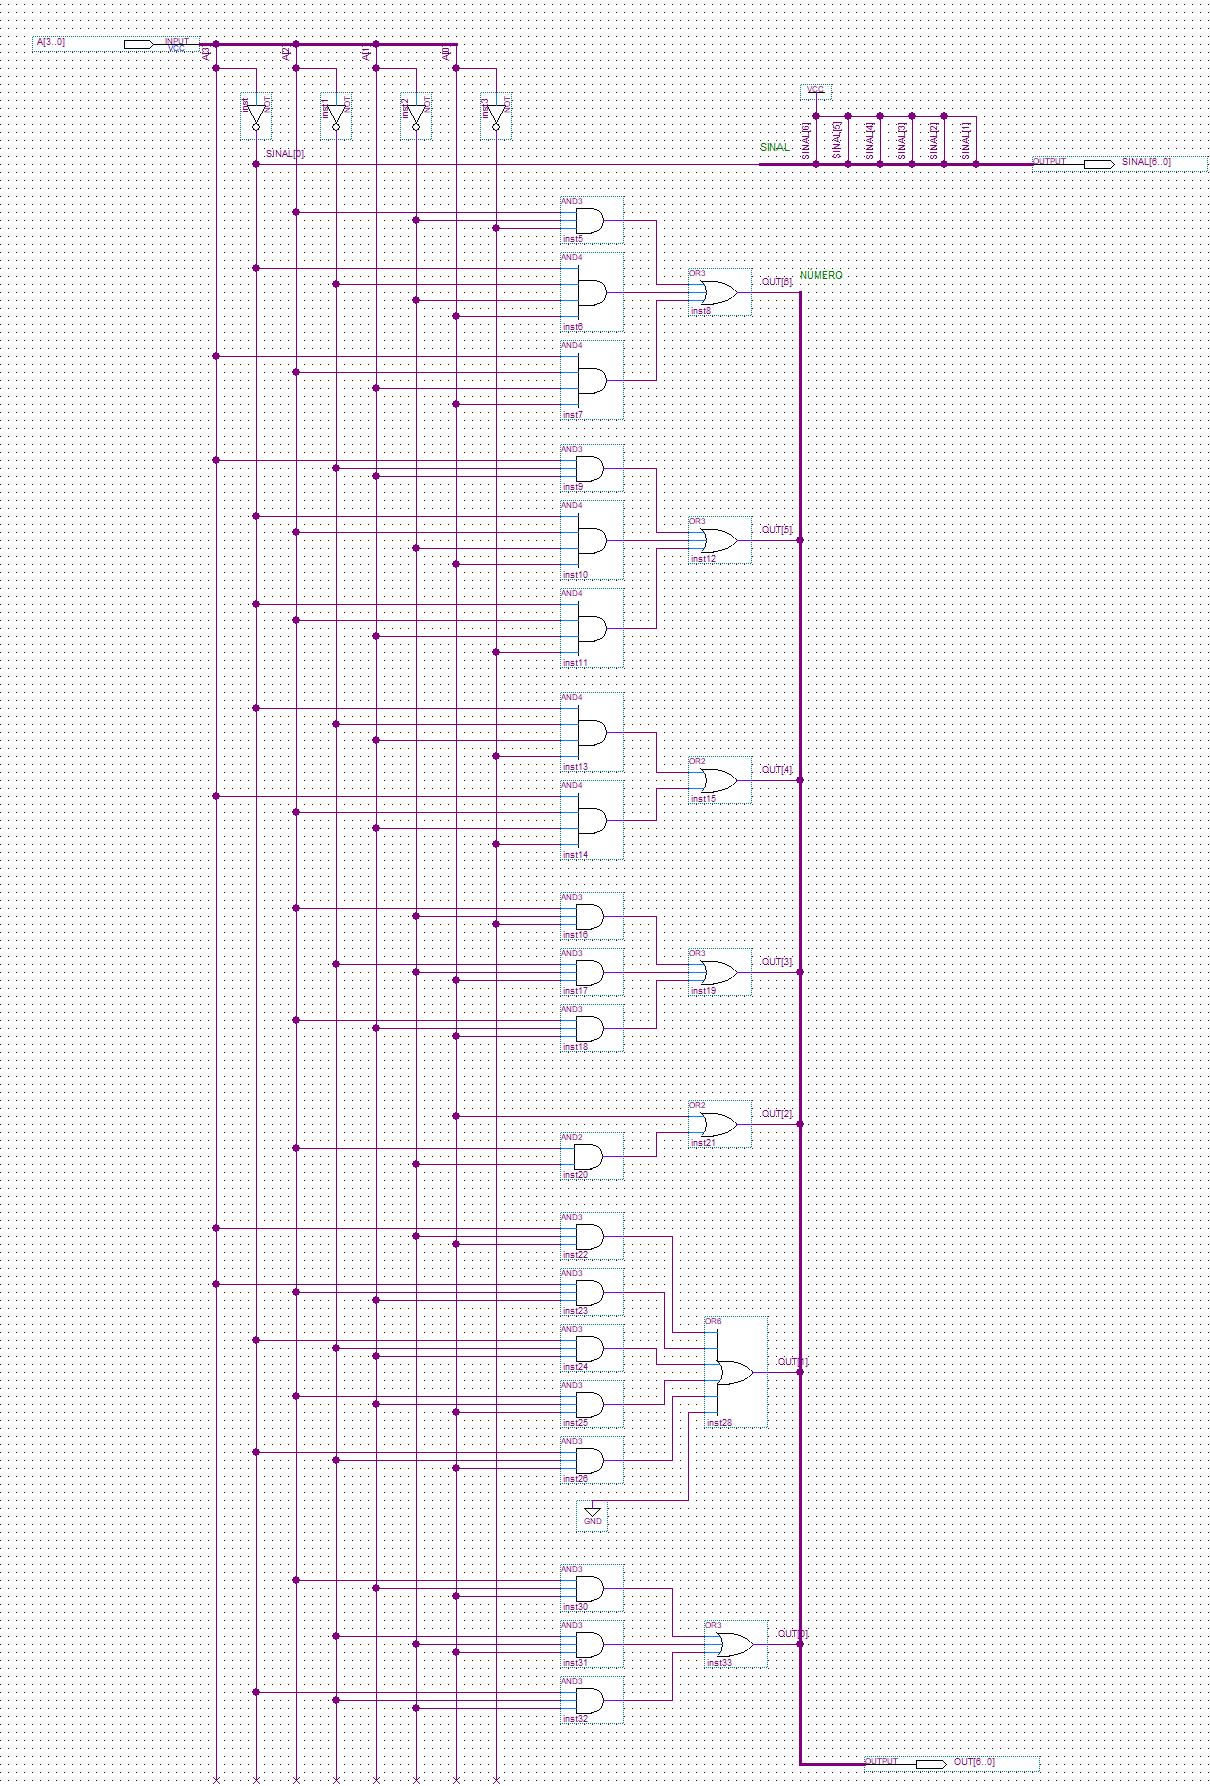 A[3..0]
INPUT
VCC
A[3]
A[2]
A[1]
A[0]
inst
NOT
inst1
NOT
inst2
NOT
inst3
NOT
VCC
SINAL[6]
SINAL[5]
SINAL[4]
SINAL[3]
SINAL[2]
SINAL[1]
SINAL[0]
SINAL
OUTPUT
SINAL[6..0]
AND3
inst5
AND4
inst6
OR3
inst8
OUT[6]
NÚMERO
AND4
inst7
AND3
inst9
AND4
inst10
OR3
inst12
OUT[5]
AND4
inst11
AND4
inst13
OR2
inst15
OUT[4]
AND4
inst14
AND3
inst16
AND3
inst17
OR3
inst19
OUT[3]
AND3
inst18
OR2
inst21
OUT[2]
AND2
inst20
AND3
inst22
AND3
inst23
AND3
inst24
OR6
inst28
OUT[1]
AND3
inst25
AND3
inst26
GND
AND3
inst30
AND3
inst31
OR3
inst33
OUT[0]
AND3
inst32
OUTPUT
OUT[6..0]